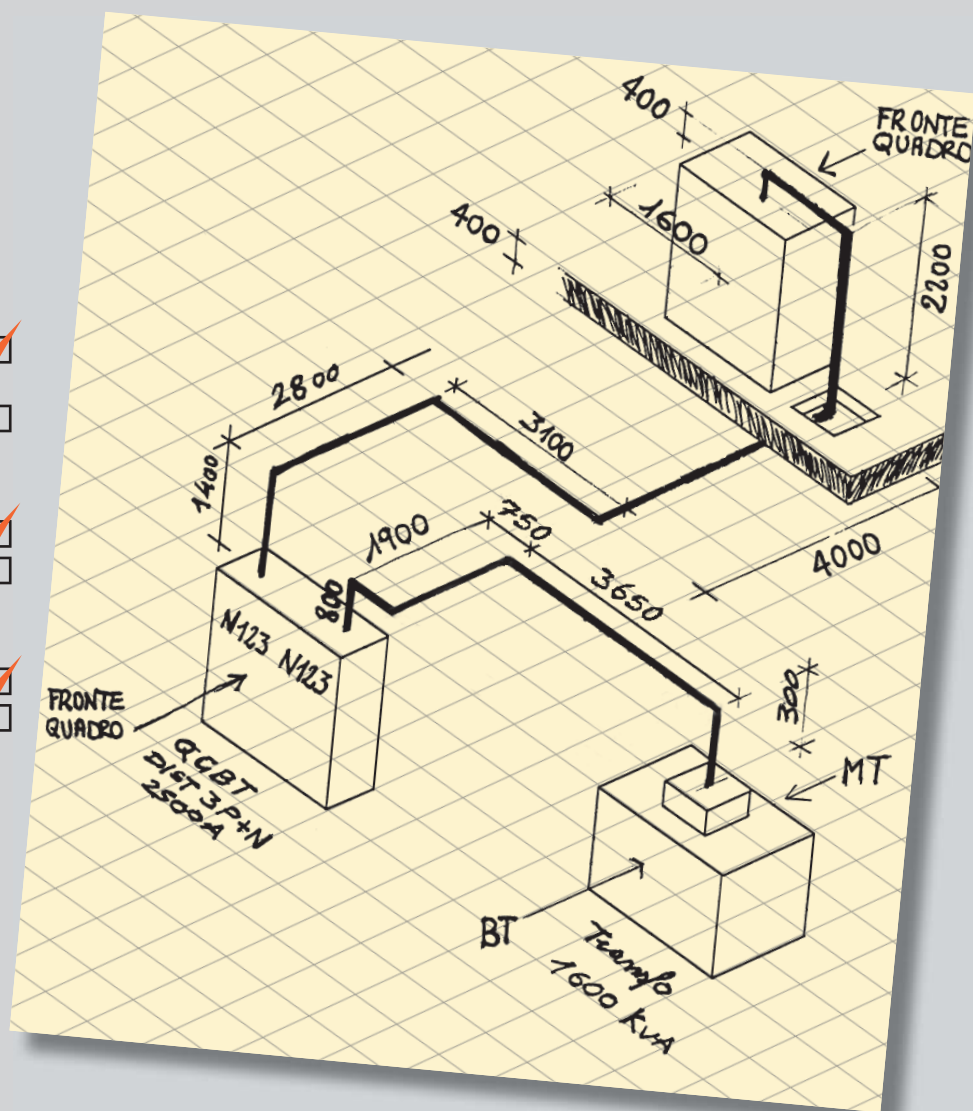 400
FRONTE
QUADRO
400
1600
2200
2800
3100
1400
1900
750
4000
800
3650
N123 N123
300
FRONTE
QUADRO
QGBT
DIST 3P+N
2500A
MT
BT
Transfo
1600 KVA